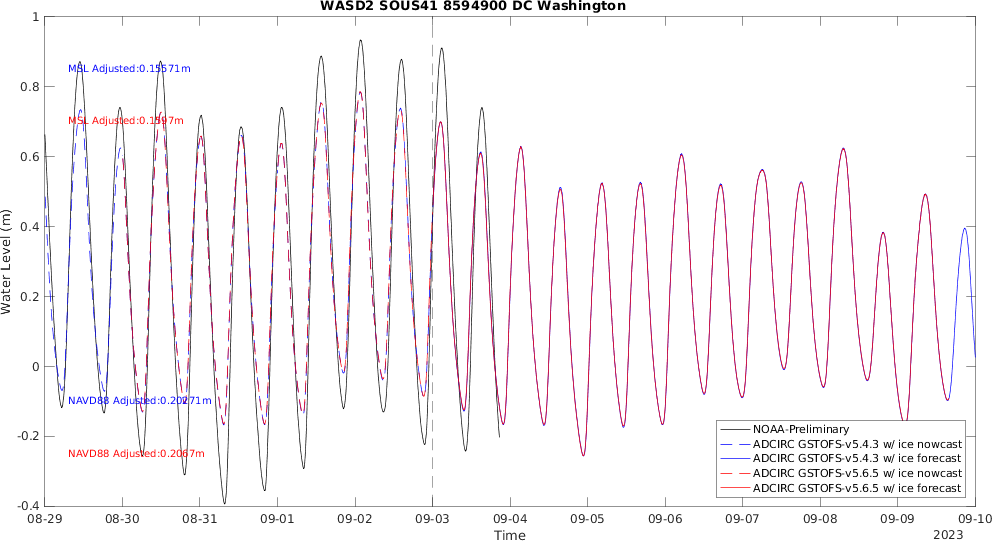 WASD2 SOUS41 8594900 DC Washington
1
0.8
0.6
0.4
0.2
0
-0.2
-0.4
Water Level (m)
MSL Adjusted:0.15571m
MSL Adjusted:0.1597m
NAVD88 Adjusted:0.20271m
NAVD88 Adjusted:0.2067m
NOAA-Preliminary
ADCIRC GSTOFS-v5.4.3 w/ ice nowcast
ADCIRC GSTOFS-v5.4.3 w/ ice forecast
ADCIRC GSTOFS-v5.6.5 w/ ice nowcast
ADCIRC GSTOFS-v5.6.5 w/ ice forecast
08-29 08-30 08-31 09-01 09-02 09-03 09-04 09-05 09-06 09-07 09-08 09-09 09-10
Time
2023